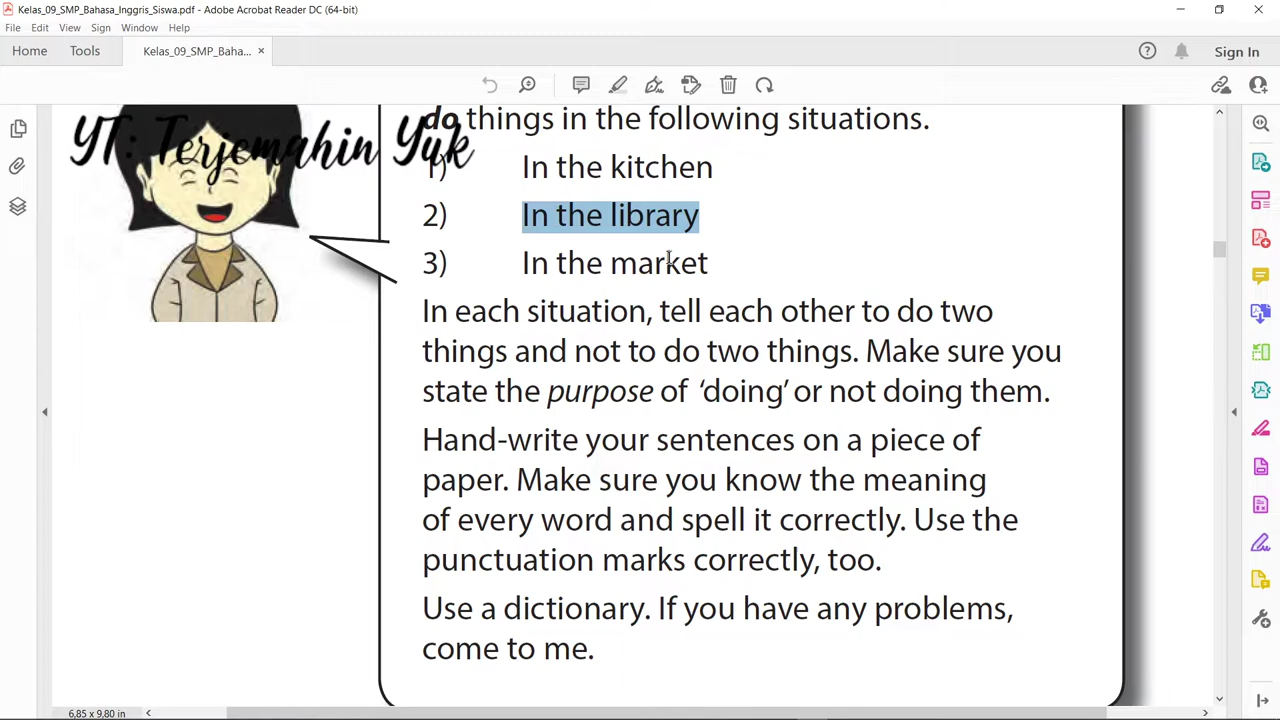 Kelas_09_SMP_Bahasa_Inggris_Siswa.pdf - Adobe Acrobat Reader DC (64-bit)
File Edit View Sign Window Help
Home Tools Kelas_09_SMP_Baha... × Sign In
YT: Terjemahin Yuk
do things in the following situations.
1) In the kitchen
2) In the library
3) In the market
In each situation, tell each other to do two
things and not to do two things. Make sure you
state the purpose of ‘doing’ or not doing them.
Hand-write your sentences on a piece of
paper. Make sure you know the meaning
of every word and spell it correctly. Use the
punctuation marks correctly, too.
Use a dictionary. If you have any problems,
come to me.
6,85 x 9,80 in